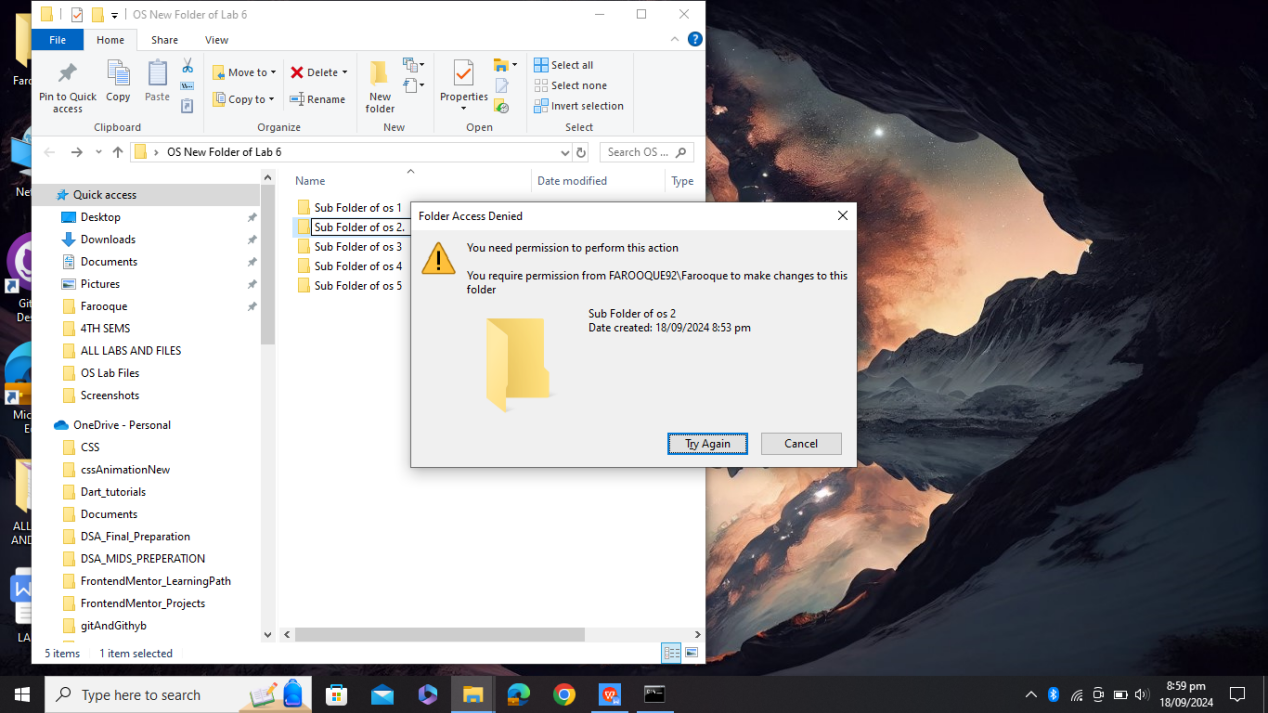 OS New Folder of Lab 6
File
Home
Share
View
Pin to Quick access
Copy
Paste
Clipboard
Move to
Copy to
Delete
Rename
Organize
New folder
New
Properties
Open
Select all
Select none
Invert selection
Select
OS New Folder of Lab 6
Search OS ...
Name
Date modified
Type
Sub Folder of os 1
Sub Folder of os 2.
Sub Folder of os 3
Sub Folder of os 4
Sub Folder of os 5
Quick access
Desktop
Downloads
Documents
Pictures
Farooque
4TH SEMS
ALL LABS AND FILES
OS Lab Files
Screenshots
OneDrive - Personal
CSS
cssAnimationNew
Dart_tutorials
Documents
DSA_Final_Preparation
DSA_MIDS_PREPERATION
FrontendMentor_LearningPath
FrontendMentor_Projects
gitAndGithyb
5 items
1 item selected
Folder Access Denied
You need permission to perform this action
You require permission from FAROOQUE92\Farooque to make changes to this
folder
Sub Folder of os 2
Date created: 18/09/2024 8:53 pm
Try Again
Cancel
Type here to search
8:59 pm
18/09/2024